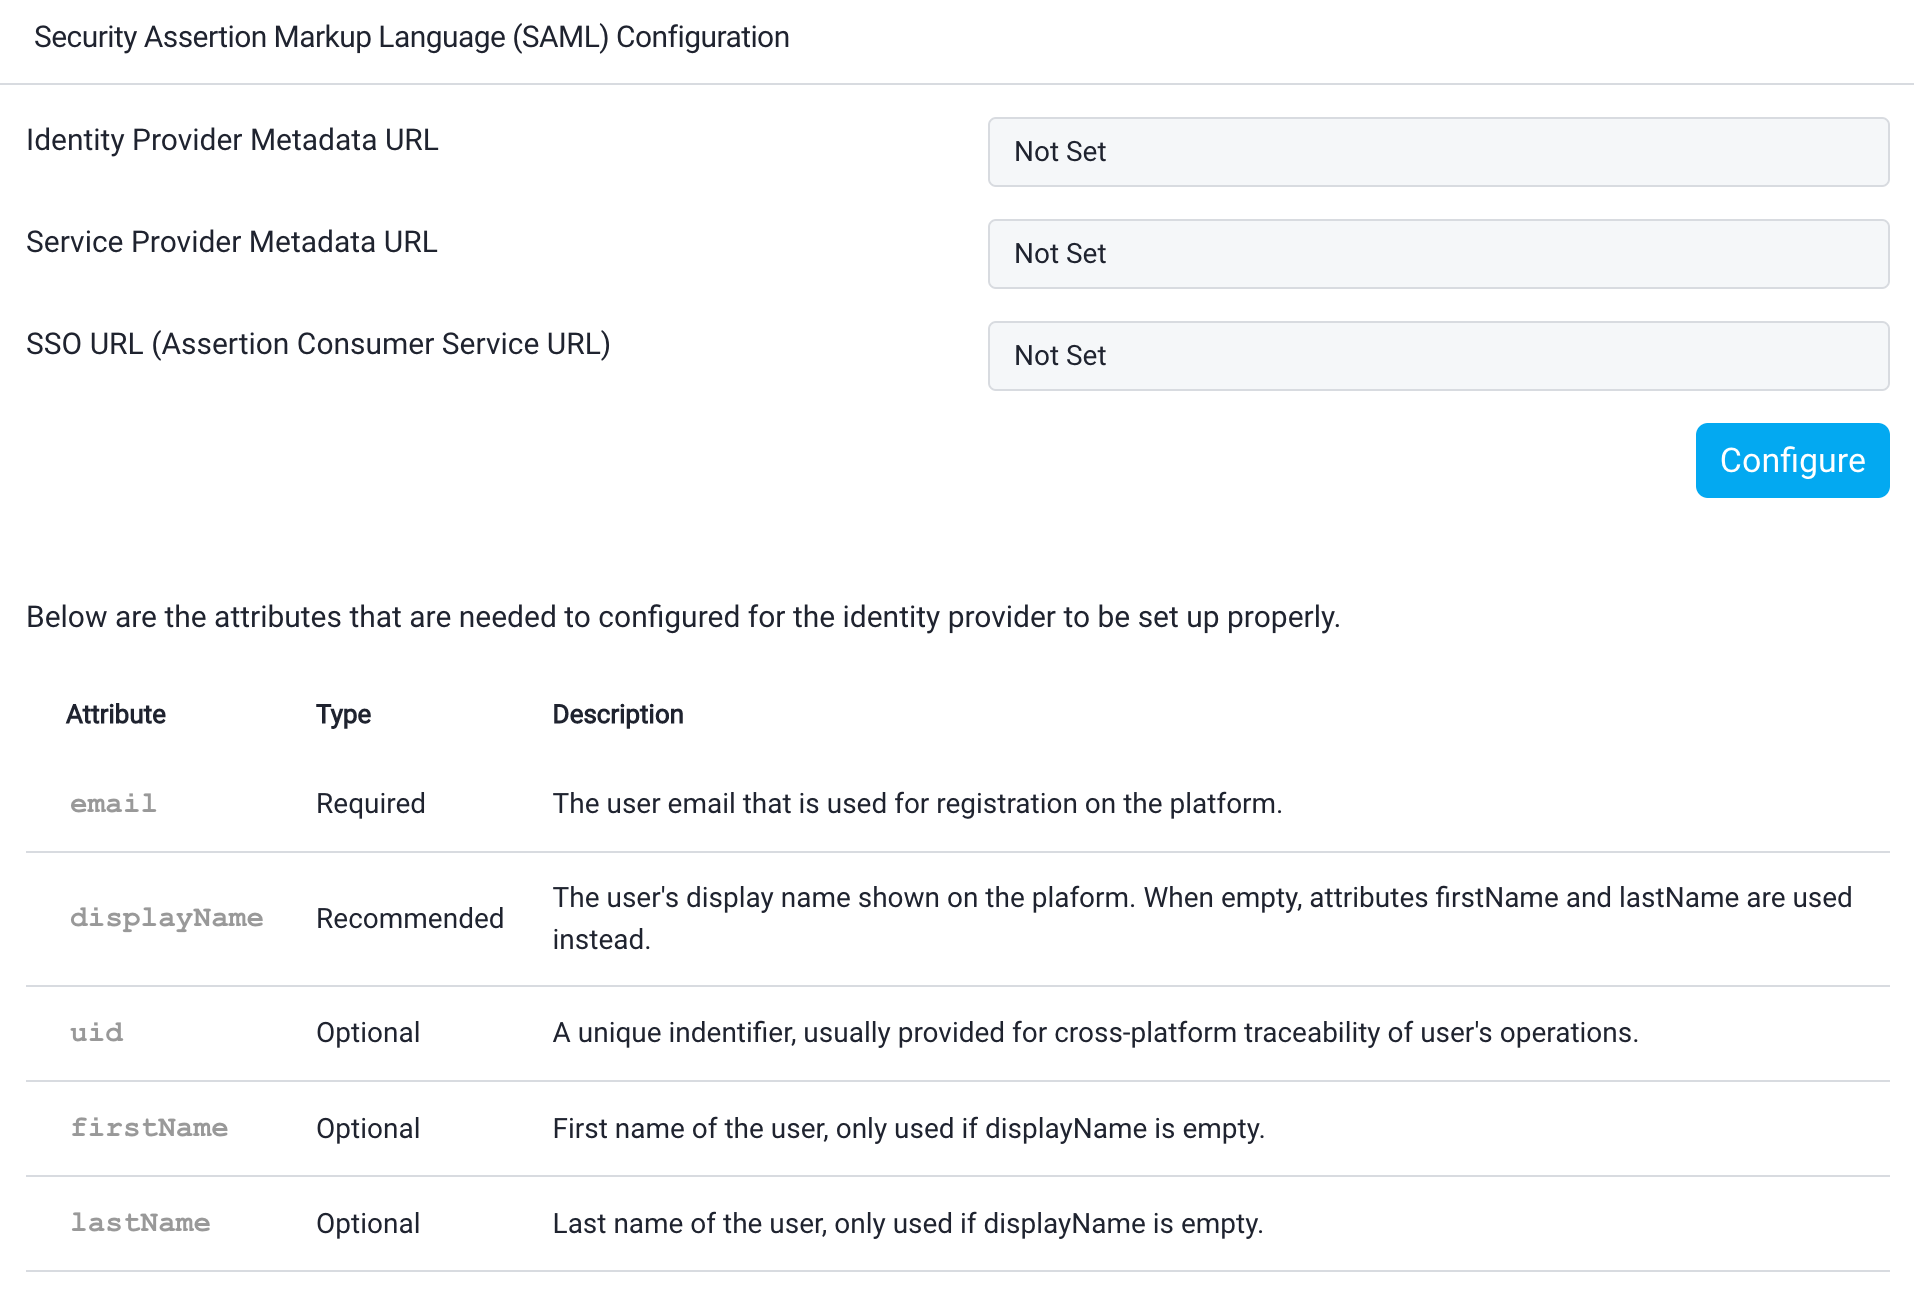 Security Assertion Markup Language (SAML) Configuration
Identity Provider Metadata URL
Not Set
Service Provider Metadata URL
Not Set
SSO URL (Assertion Consumer Service URL)
Not Set
Configure
Below are the attributes that are needed to configured for the identity provider to be set up properly.
Attribute Type Description
email Required The user email that is used for registration on the platform.
displayName Recommended The user's display name shown on the plaform. When empty, attributes firstName and lastName are used
instead.
uid Optional A unique indentifier, usually provided for cross-platform traceability of user's operations.
firstName Optional First name of the user, only used if displayName is empty.
lastName Optional Last name of the user, only used if displayName is empty.